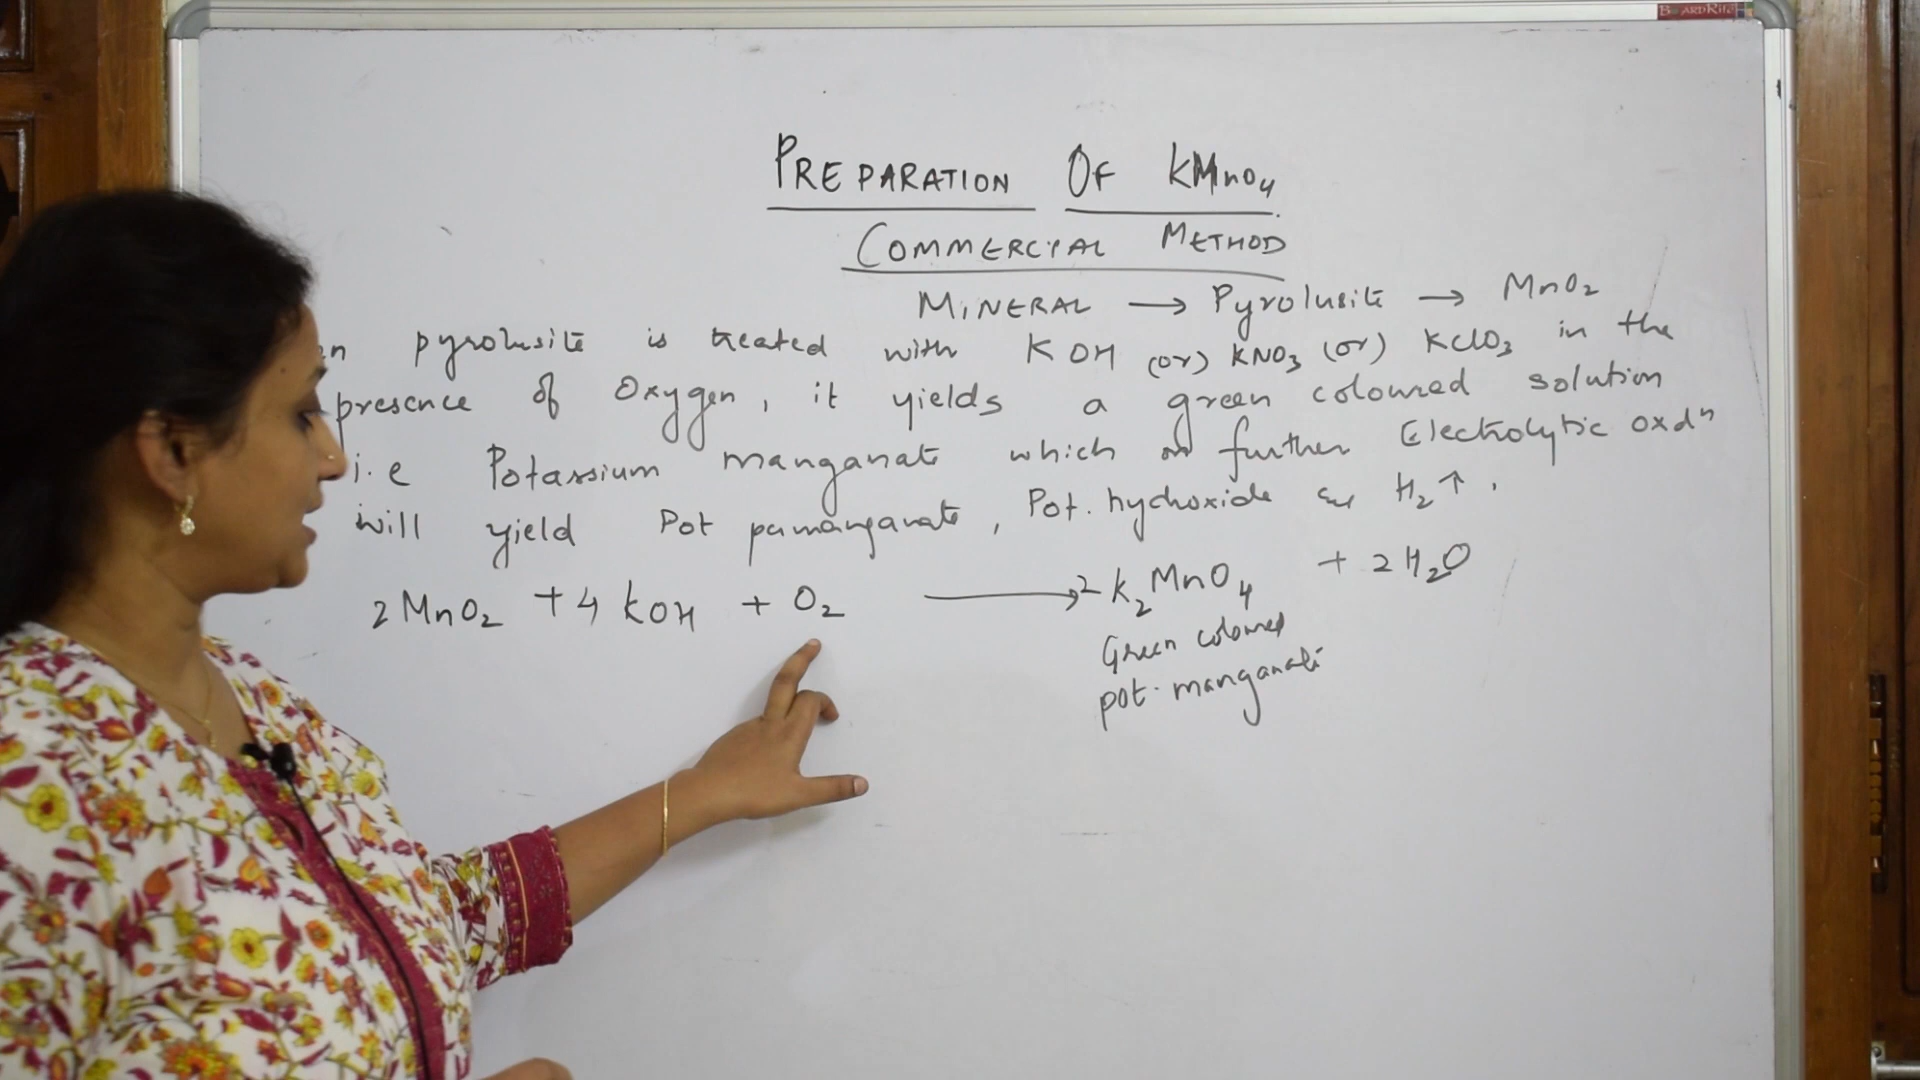 BOARDRITE
PREPARATION OF KMnO4
COMMERCIAL METHOD
MINERAL → Pyrolusite → MnO2
pyrolusite is treated with KOH (or) KNO3 (or) KClO3 in the
presence of Oxygen, it yields a green coloured solution
i.e Potassium manganate which on further Electrolytic oxdn
will yield Pot permanganate, Pot. hydroxide & H2↑.
2MnO2 + 4KOH + O2 → 2K2MnO4 + 2H2O
Green coloured
pot. manganate